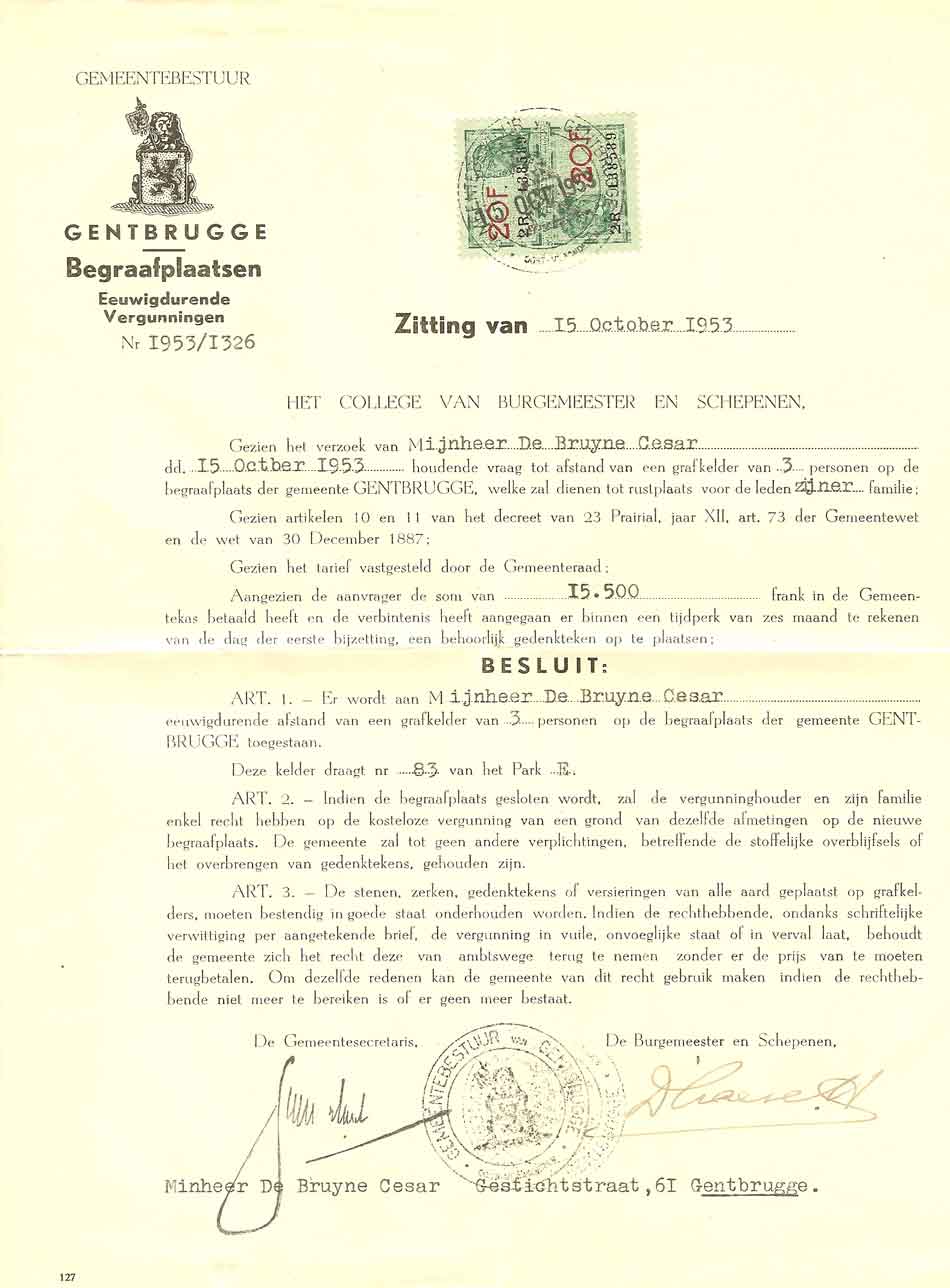 GEMEENTEBESTUUR
GENTBRUGGE
Begraafplaatsen
Eeuwigdurende
Vergunningen
Nr I953/I326
20F
20F
15 OCT 1953
Zitting van I5 October I953
HET COLLEGE VAN BURGEMEESTER EN SCHEPENEN,
Gezien het verzoek van Mijnheer De Bruyne Cesar
dd. I5 Octber I953 houdende vraag tot afstand van een grafkelder van 3 personen op de
begraafplaats der gemeente GENTBRUGGE, welke zal dienen tot rustplaats voor de leden zijner familie;
Gezien artikelen 10 en 11 van het decreet van 23 Prairial, jaar XII, art. 73 der Gemeentewet
en de wet van 30 December 1887;
Gezien het tarief vastgesteld door de Gemeenteraad;
Aangezien de aanvrager de som van I5.500 frank in de Gemeen-
tekas betaald heeft en de verbintenis heeft aangegaan er binnen een tijdperk van zes maand te rekenen
van de dag der eerste bijzetting, een behoorlijk gedenkteken op te plaatsen;
BESLUIT:
ART. 1. – Er wordt aan Mijnheer De Bruyne Cesar
eeuwigdurende afstand van een grafkelder van 3 personen op de begraafplaats der gemeente GENT-
BRUGGE toegestaan.
Deze kelder draagt nr 83 van het Park E.
ART. 2. – Indien de begraafplaats gesloten wordt, zal de vergunninghouder en zijn familie
enkel recht hebben op de kosteloze vergunning van een grond van dezelfde afmetingen op de nieuwe
begraafplaats. De gemeente zal tot geen andere verplichtingen, betreffende de stoffelijke overblijfsels of
het overbrengen van gedenktekens, gehouden zijn.
ART. 3. – De stenen, zerken, gedenktekens of versieringen van alle aard geplaatst op grafkel-
ders, moeten bestendig in goede staat onderhouden worden. Indien de rechthebbende, ondanks schriftelijke
verwittiging per aangetekende brief, de vergunning in vuile, onvoeglijke staat of in verval laat, behoudt
de gemeente zich het recht deze van ambtswege terug te nemen zonder er de prijs van te moeten
terugbetalen. Om dezelfde redenen kan de gemeente van dit recht gebruik maken indien de rechtheb-
bende niet meer te bereiken is of er geen meer bestaat.
De Gemeentesecretaris,
De Burgemeester en Schepenen,
GEMEENTEBESTUUR van GENTBRUGGE
Minheer De Bruyne Cesar Gestichtstraat,6I Gentbrugge.
127